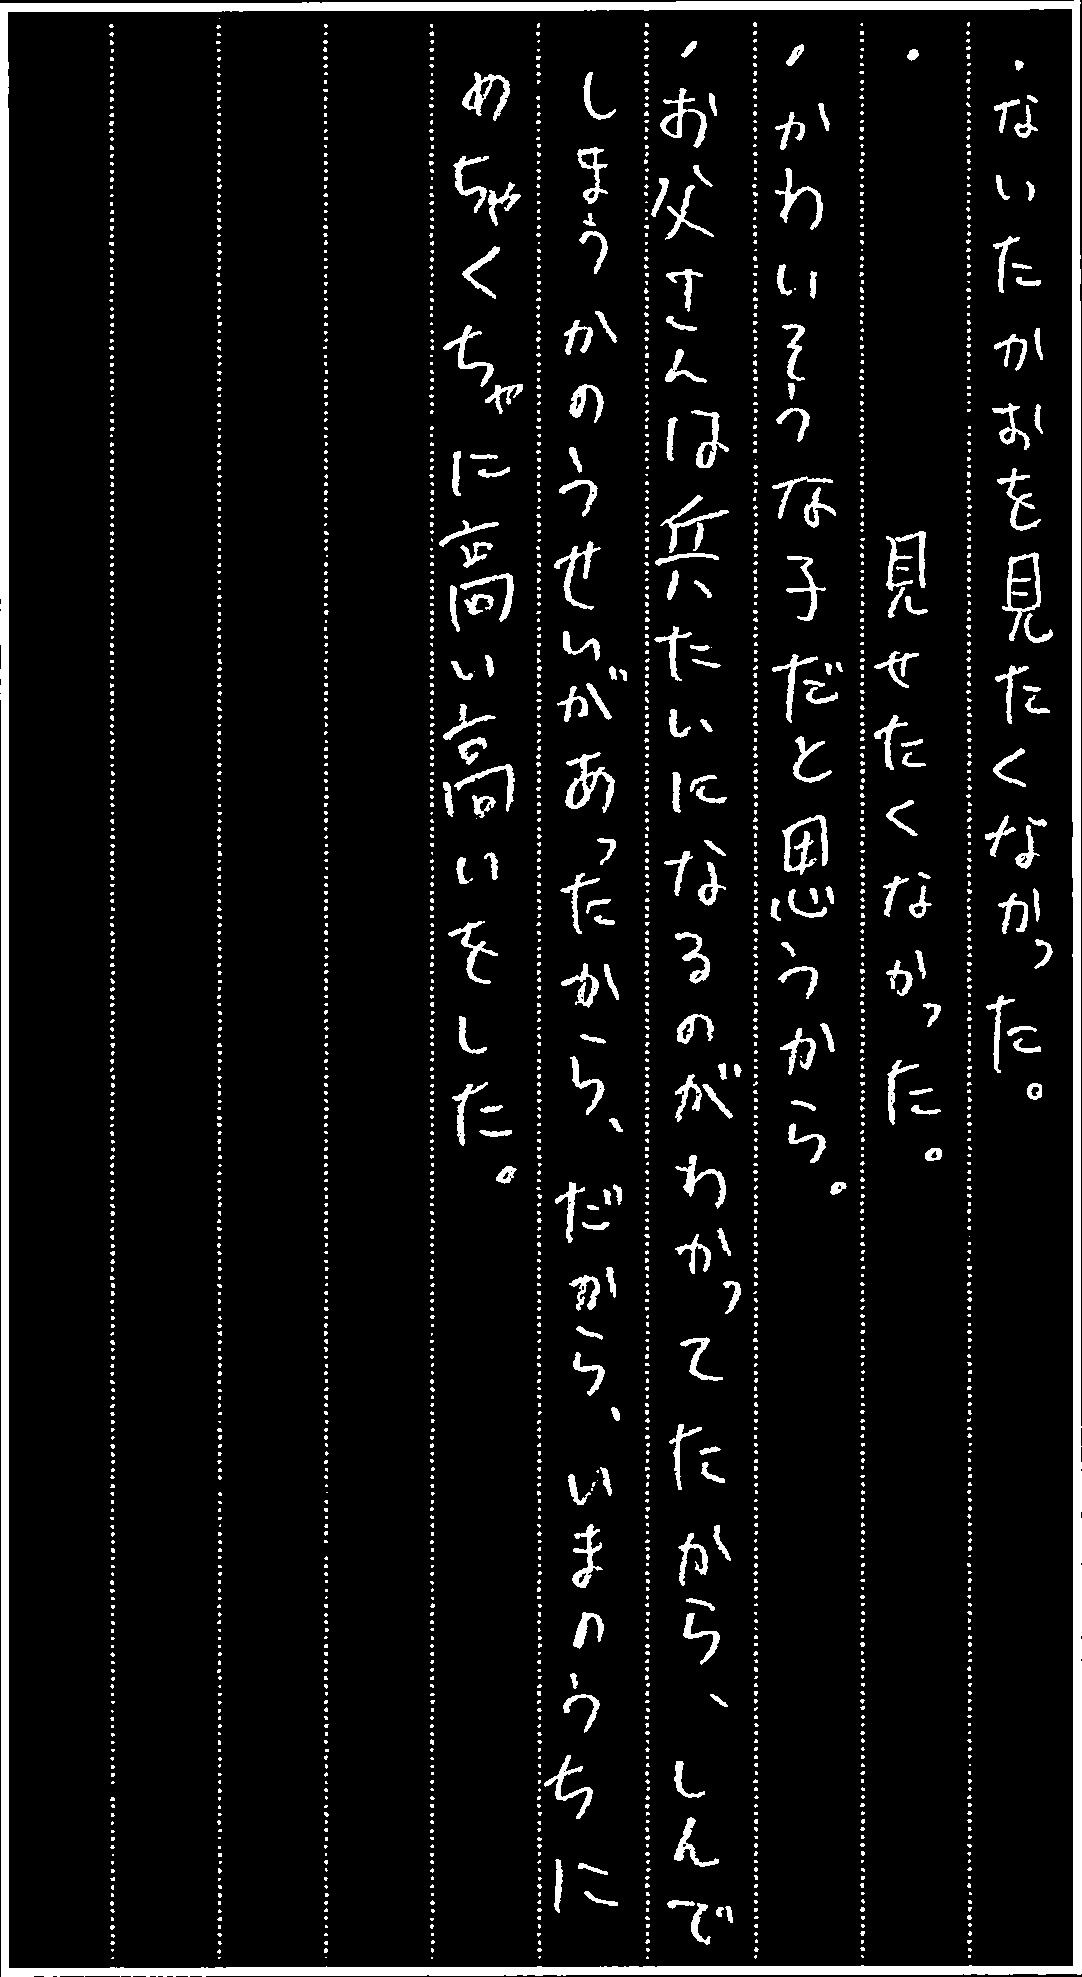 ・ないたかおを見たくなかった。
・　　　　　見せたくなかった。
・かわいそうな子だと思うから。
・お父さんは兵たいになるのがわかってたから、しんで
しまうかのうせいがあったから、だから、いまのうちに
めちゃくちゃに高い高いをした。